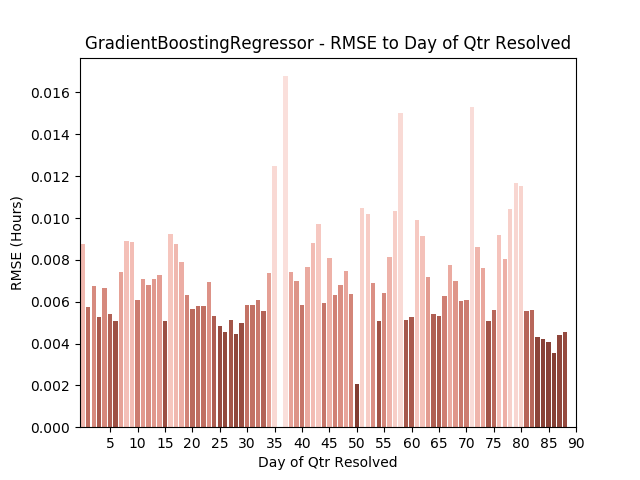 GradientBoostingRegressor - RMSE to Day of Qtr Resolved
0.016
0.014
0.012
0.010
0.008
0.006
0.004
0.002
0.000
RMSE (Hours)
5 10 15 20 25 30 35 40 45 50 55 60 65 70 75 80 85 90
Day of Qtr Resolved